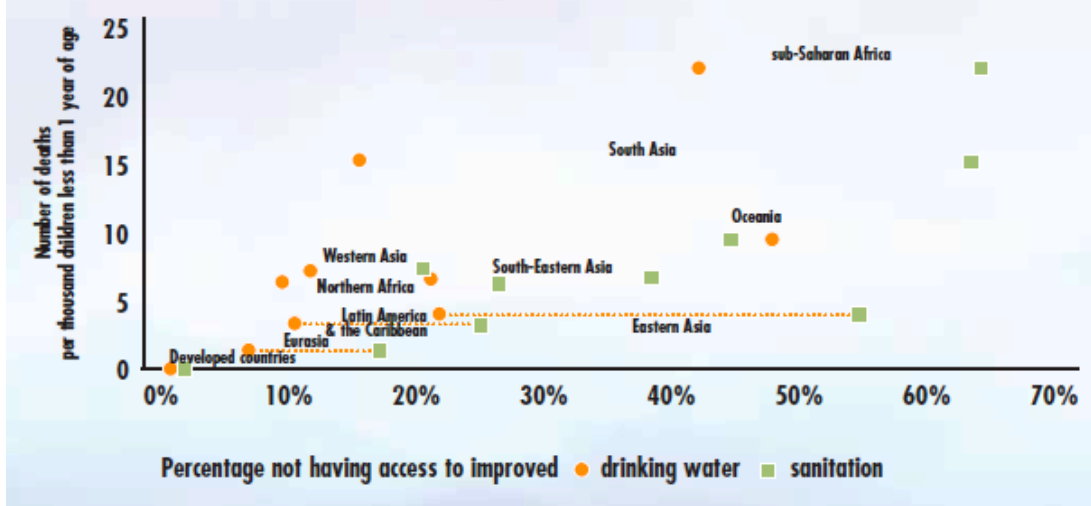 Number of deaths
per thousand children less than 1 year of age
25
20
15
10
5
0
sub-Saharan Africa
South Asia
Oceania
Western Asia
South-Eastern Asia
Northern Africa
Latin America
& the Caribbean
Eastern Asia
Eurasia
Developed countries
0% 10% 20% 30% 40% 50% 60% 70%
Percentage not having access to improved drinking water sanitation